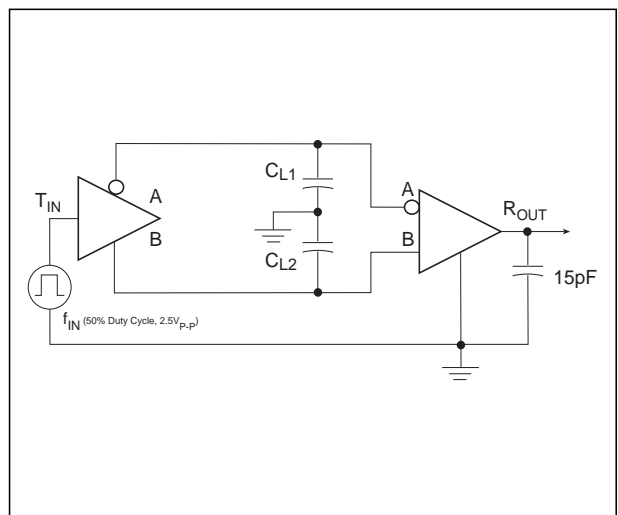 C_L1
A
A
T_IN
R_OUT
B
B
C_L2
15pF
f_IN (50% Duty Cycle, 2.5V_P-P)